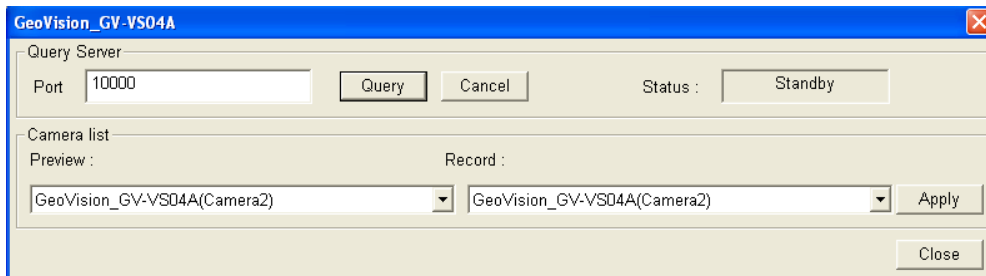 GeoVision_GV-VS04A
Query Server
Port 10000 Query Cancel Status : Standby
Camera list
Preview : Record :
GeoVision_GV-VS04A(Camera2) GeoVision_GV-VS04A(Camera2) Apply
Close